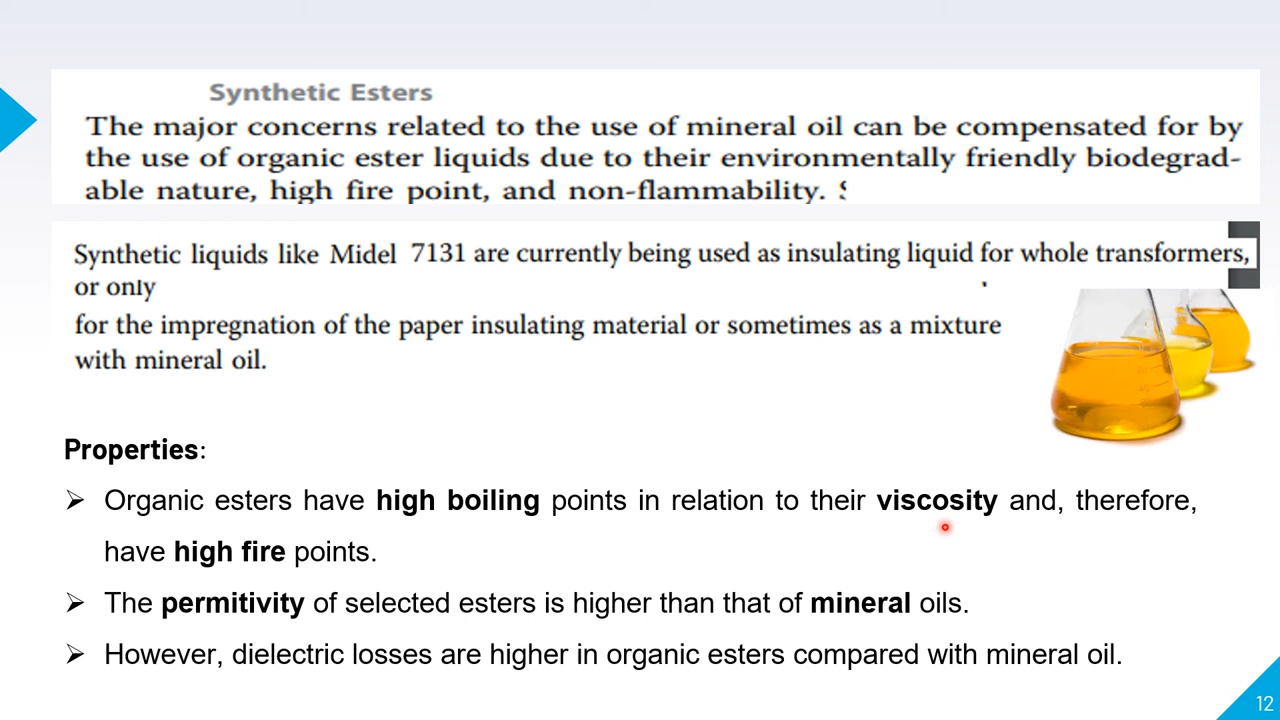 Synthetic Esters
The major concerns related to the use of mineral oil can be compensated for by
the use of organic ester liquids due to their environmentally friendly biodegrad-
able nature, high fire point, and non-flammability.
Synthetic liquids like Midel 7131 are currently being used as insulating liquid for whole transformers,
or only
for the impregnation of the paper insulating material or sometimes as a mixture
with mineral oil.
Properties:
➢ Organic esters have high boiling points in relation to their viscosity and, therefore,
have high fire points.
➢ The permitivity of selected esters is higher than that of mineral oils.
➢ However, dielectric losses are higher in organic esters compared with mineral oil.
12